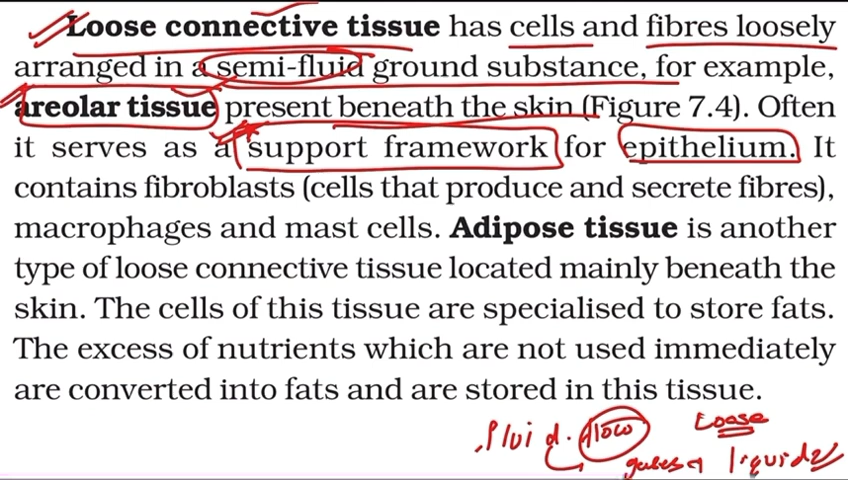 Loose connective tissue has cells and fibres loosely
arranged in a semi-fluid ground substance, for example,
areolar tissue present beneath the skin (Figure 7.4). Often
it serves as a support framework for epithelium. It
contains fibroblasts (cells that produce and secrete fibres),
macrophages and mast cells. Adipose tissue is another
type of loose connective tissue located mainly beneath the
skin. The cells of this tissue are specialised to store fats.
The excess of nutrients which are not used immediately
are converted into fats and are stored in this tissue.
Loose
fluid flow
gases liquids